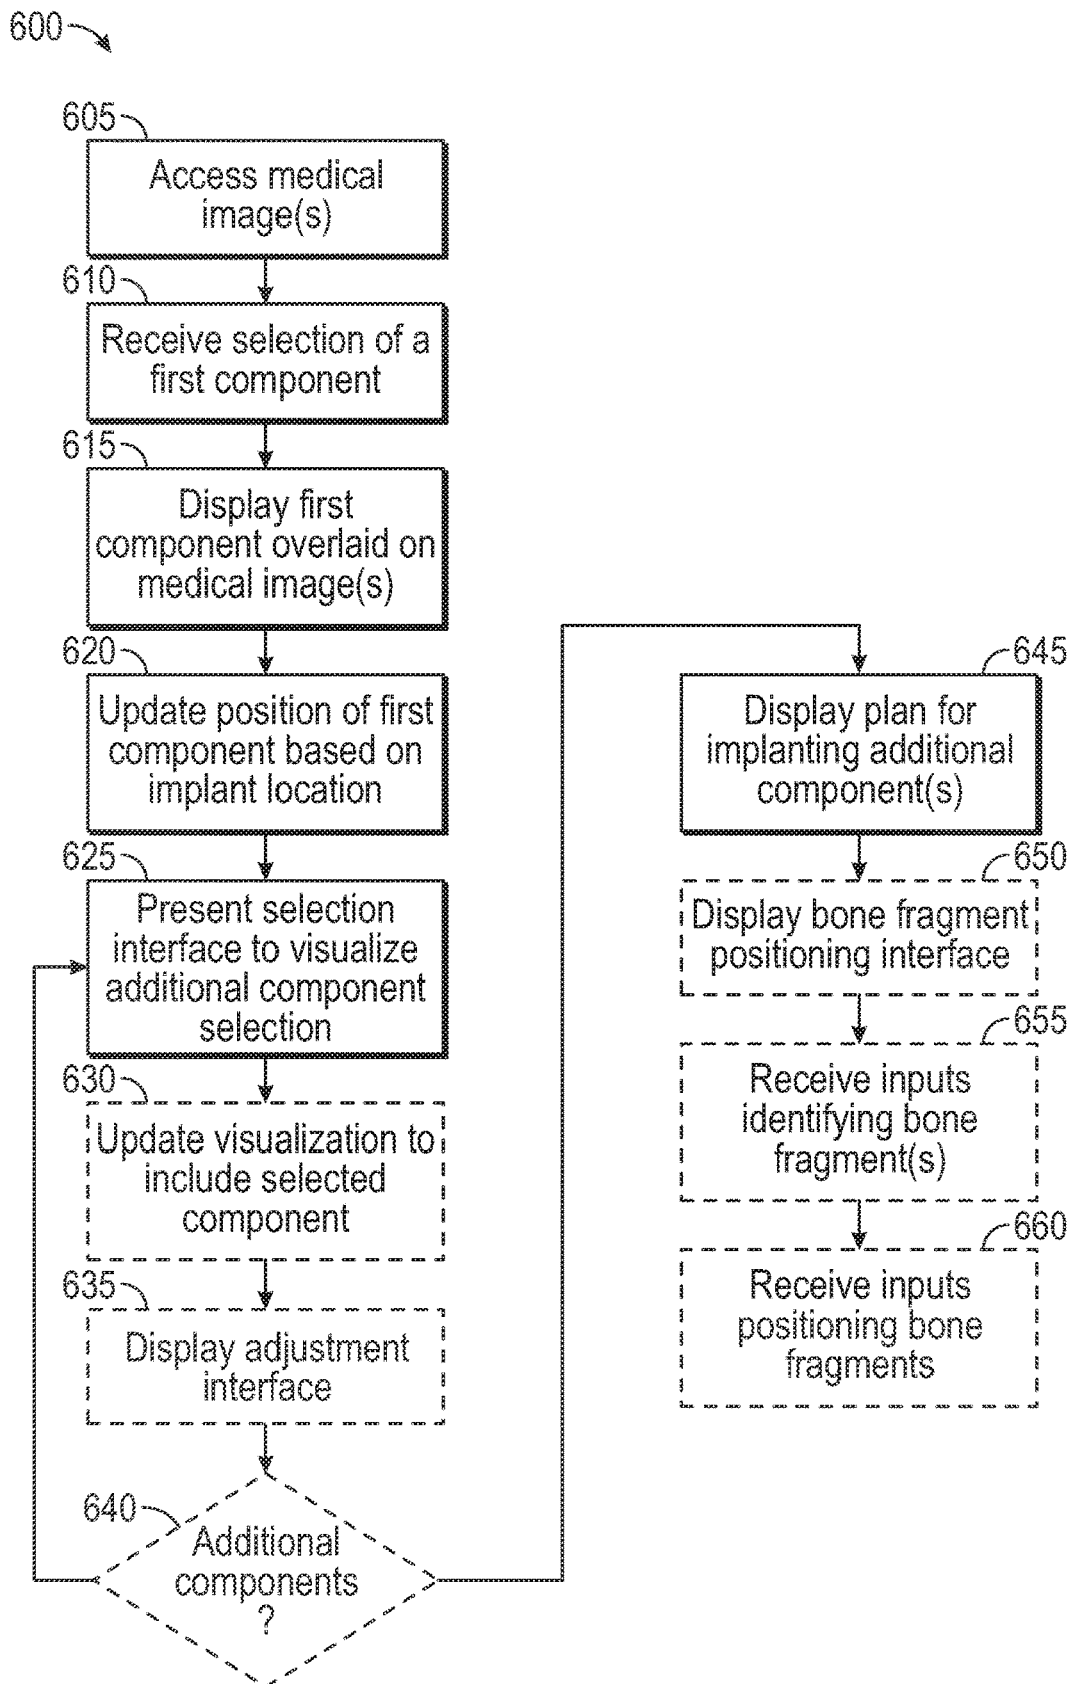 600
605
Access medical
image(s)
610
Receive selection of a
first component
615
Display first
component overlaid on
medical image(s)
620
Update position of first
component based on
implant location
625
Present selection
interface to visualize
additional component
selection
630
Update visualization to
include selected
component
635
Display adjustment
interface
640
Additional
components
?
645
Display plan for
implanting additional
component(s)
650
Display bone fragment
positioning interface
655
Receive inputs
identifying bone
fragment(s)
660
Receive inputs
positioning bone
fragments